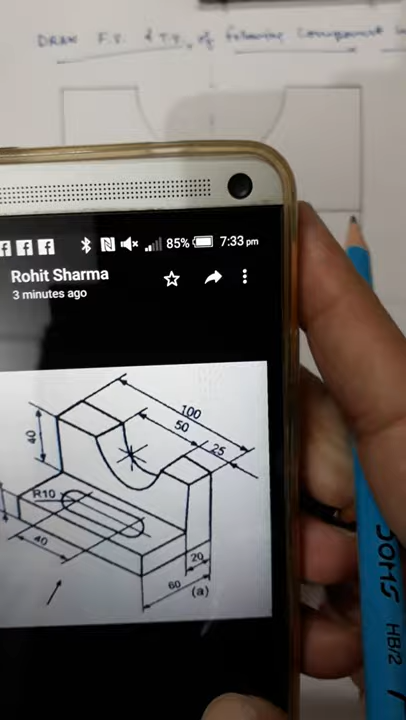 DRAW F.V. & T.V. of following Component
85% 7:33 pm
Rohit Sharma
3 minutes ago
100
50
25
40
R10
40
20
60
(a)
DOMS HB/2